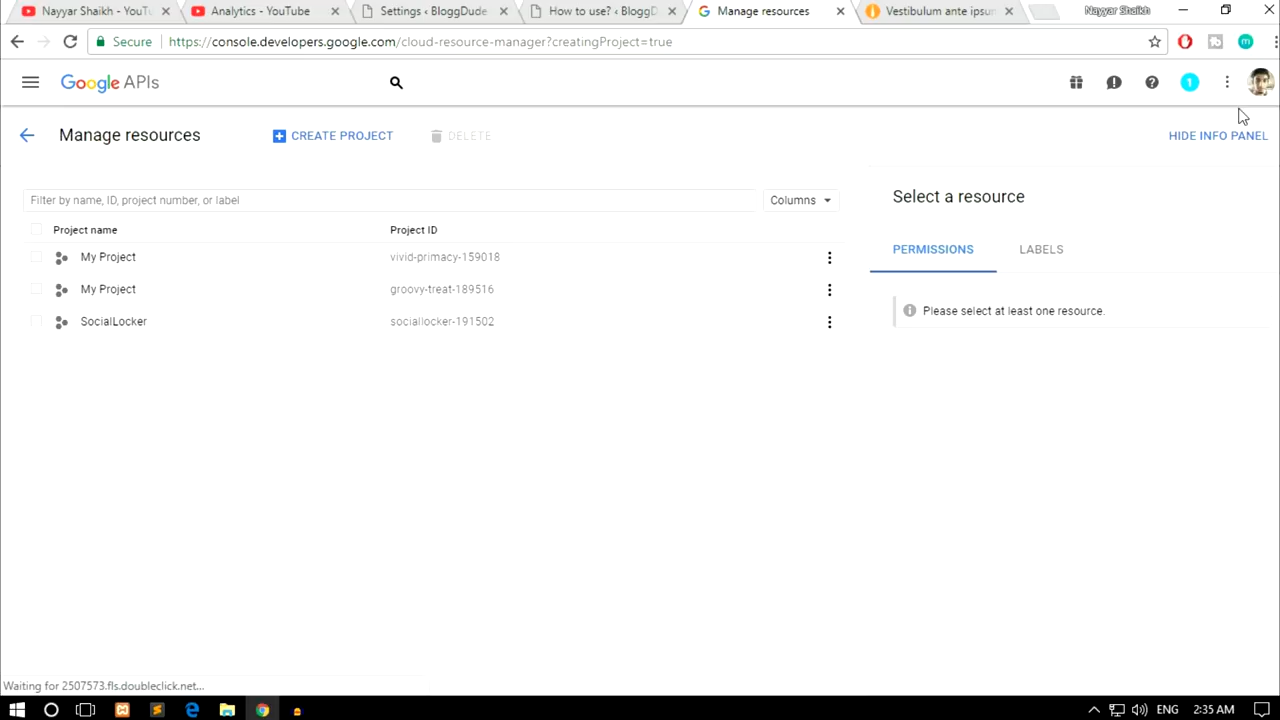 Nayyar Shaikh - YouTu
Analytics - YouTube
Settings ‹ BloggDude
How to use? ‹ BloggD
Manage resources
Vestibulum ante ipsum
Nayyar Shaikh
Secure
https://console.developers.google.com/cloud-resource-manager?creatingProject=true
Google APIs
1
Manage resources
CREATE PROJECT
DELETE
HIDE INFO PANEL
Filter by name, ID, project number, or label
Columns
Select a resource
Project name
Project ID
PERMISSIONS
LABELS
My Project
vivid-primacy-159018
My Project
groovy-treat-189516
Please select at least one resource.
SocialLocker
sociallocker-191502
Waiting for 2507573.fls.doubleclick.net...
ENG
2:35 AM